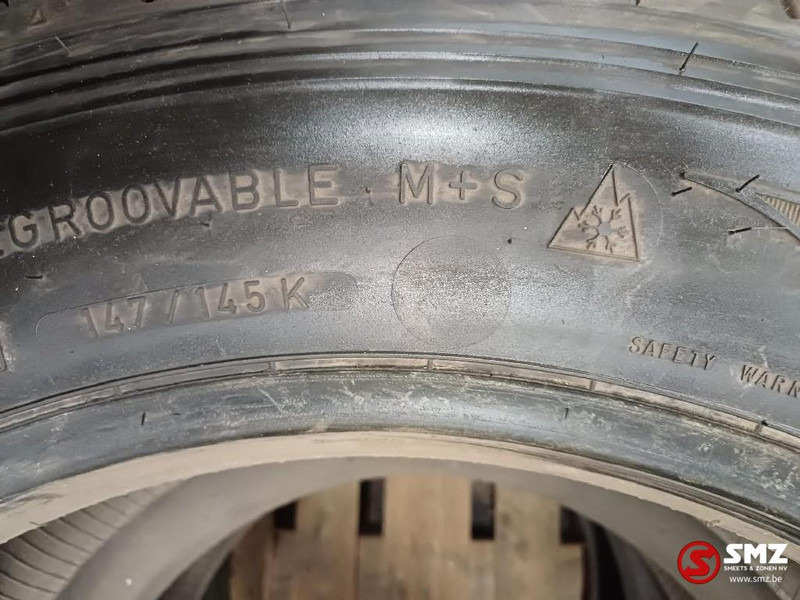 EGROOVABLE M+S
147/145K
SAFETY WARN
SMZ
SMEETS & ZONEN NV
www.smz.be